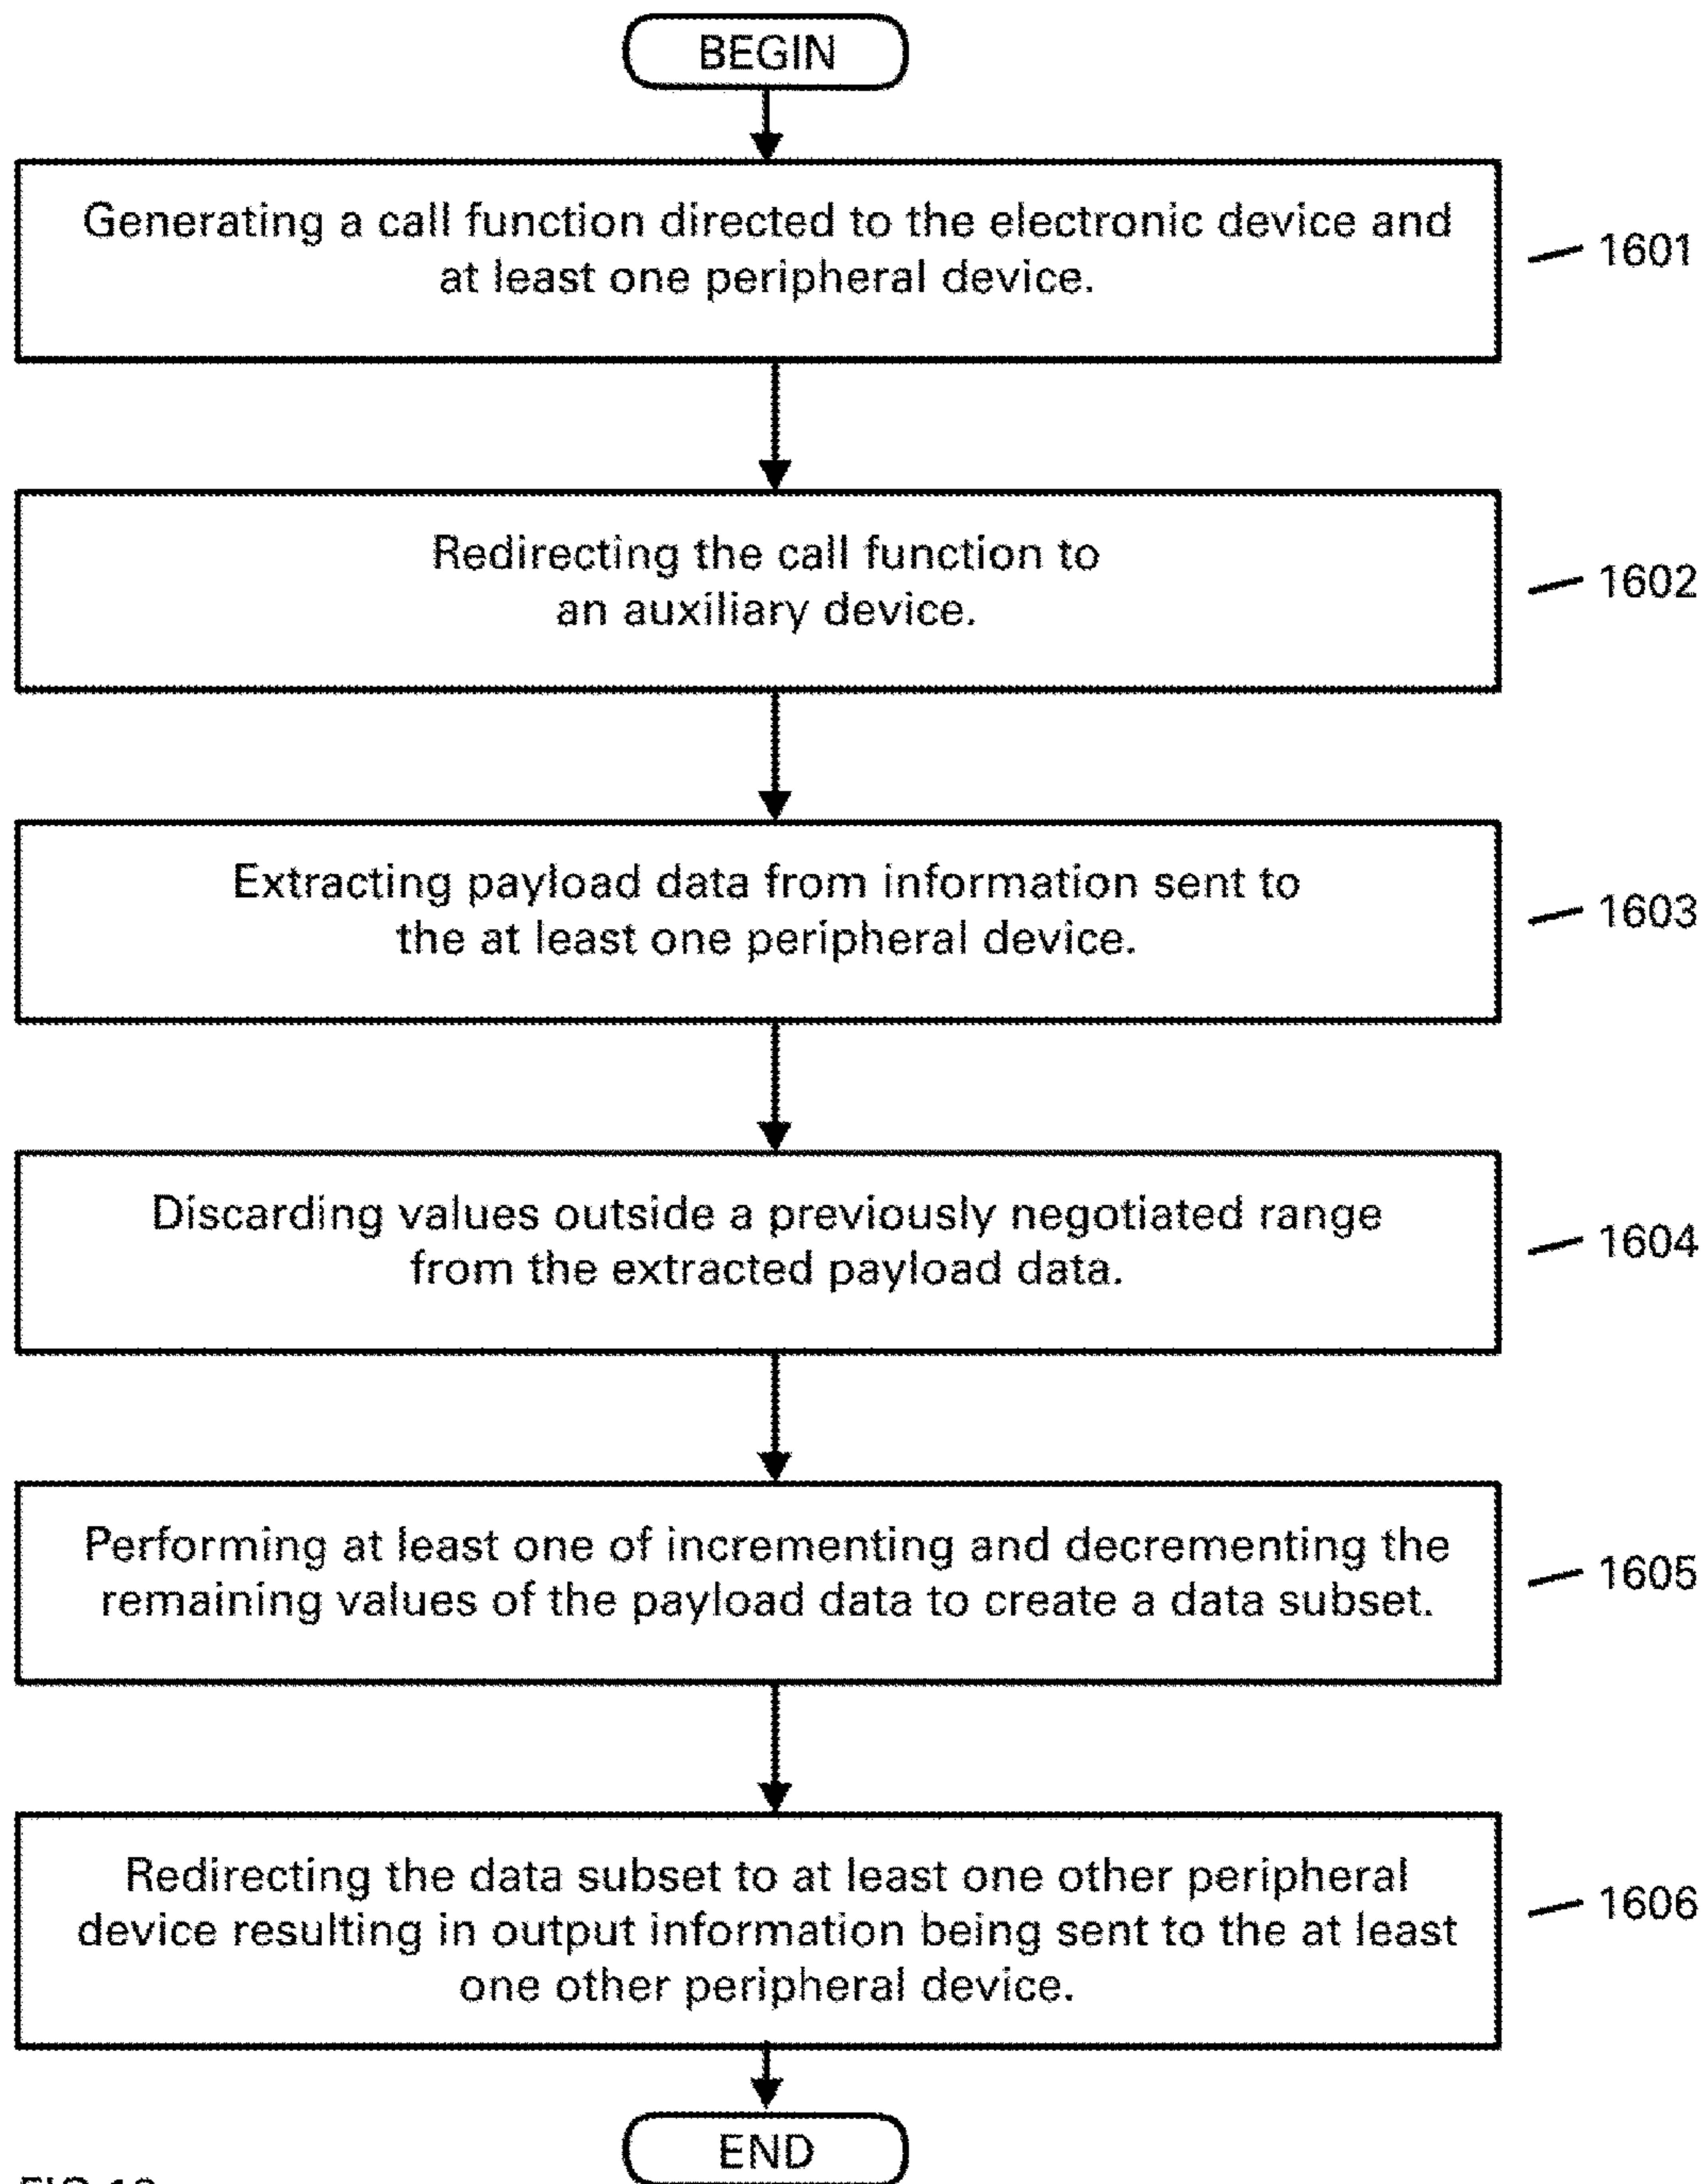 BEGIN
Generating a call function directed to the electronic device and
at least one peripheral device.
1601
Redirecting the call function to
an auxiliary device.
1602
Extracting payload data from information sent to
the at least one peripheral device.
1603
Discarding values outside a previously negotiated range
from the extracted payload data.
1604
Performing at least one of incrementing and decrementing the
remaining values of the payload data to create a data subset.
1605
Redirecting the data subset to at least one other peripheral
device resulting in output information being sent to the at least
one other peripheral device.
1606
END